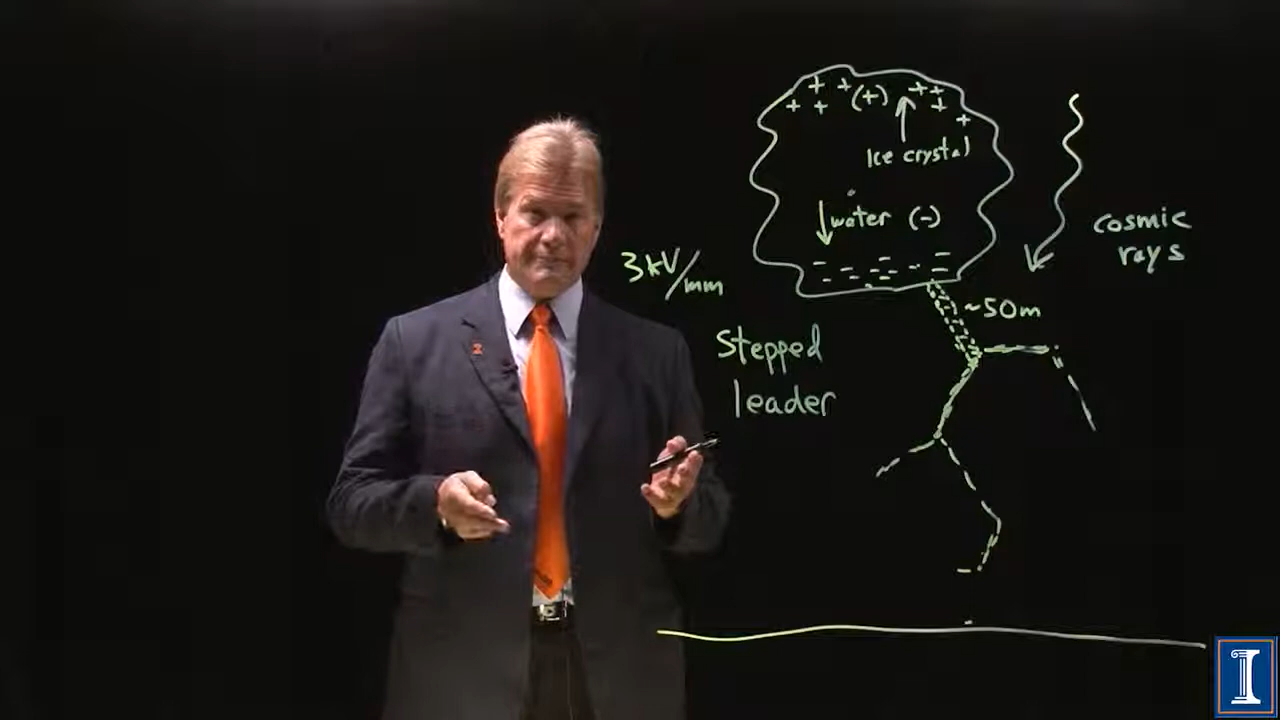 + + (+) + +
+ + + +
Ice crystal
water (-)
cosmic
rays
3kV/mm
~50m
Stepped
leader
I